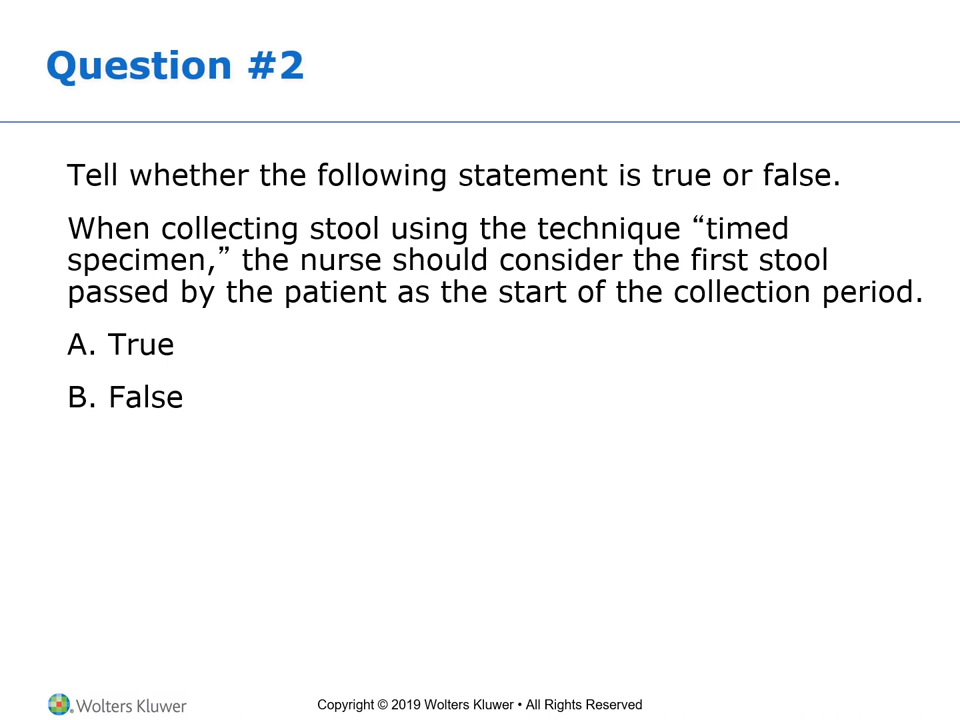 Question #2
Tell whether the following statement is true or false.
When collecting stool using the technique “timed
specimen,” the nurse should consider the first stool
passed by the patient as the start of the collection period.
A. True
B. False
Wolters Kluwer
Copyright © 2019 Wolters Kluwer • All Rights Reserved